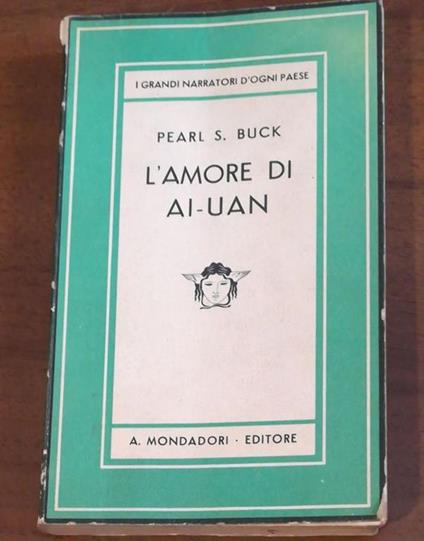 I GRANDI NARRATORI D'OGNI PAESE
PEARL S. BUCK
L'AMORE DI
AI-UAN
A. MONDADORI · EDITORE